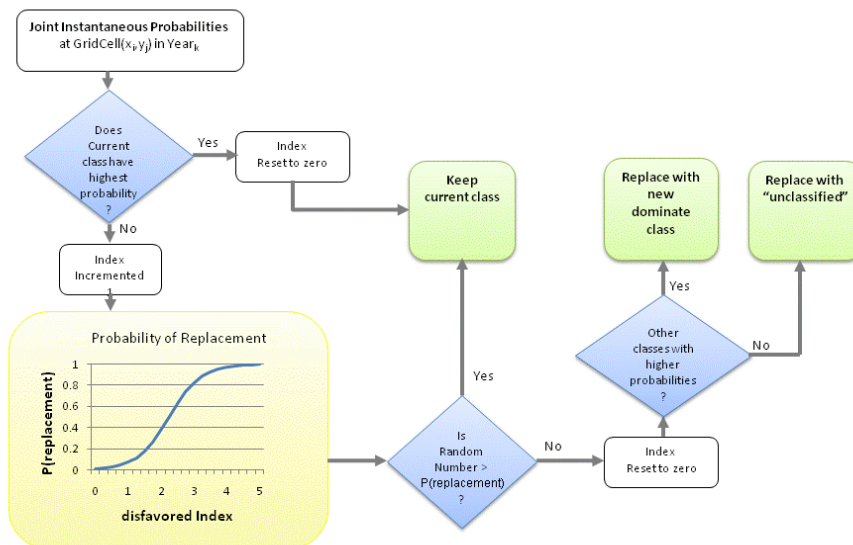 Joint Instantaneous Probabilities
at GridCell(xi,yj) in Yeark
Does
Current
class have
highest
probability
?
Yes
Index
Reset to zero
Keep
current class
No
Index
Incremented
1
Probability of Replacement
P(replacement)
1
0.8
0.6
0.4
0.2
0
0 1 2 3 4 5
disfavored Index
Is
Random
Number >
P(replacement)
?
Yes
No
Index
Reset to zero
Other
classes with
higher
probabilities
?
Yes
No
Replace with
new
dominate
class
Replace with
“unclassified”